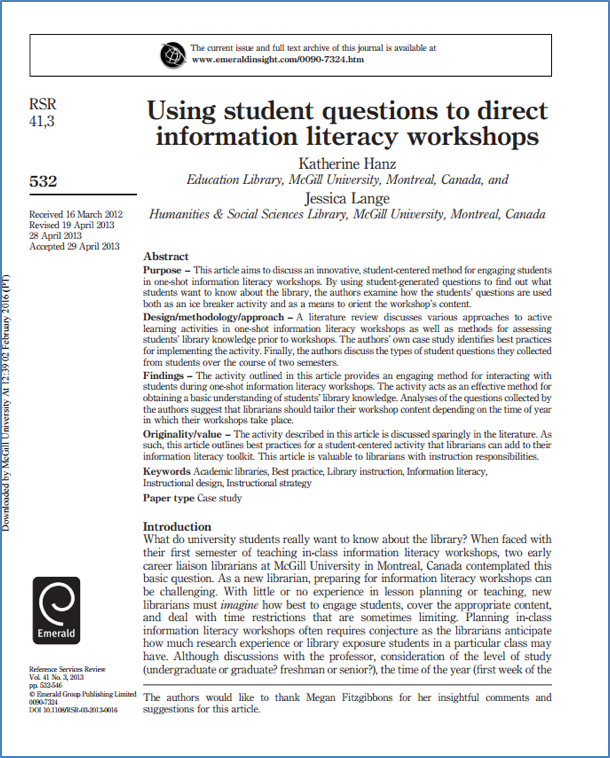 The current issue and full text archive of this journal is available at
www.emeraldinsight.com/0090-7324.htm
RSR
41,3
532
Received 16 March 2012
Revised 19 April 2013
28 April 2013
Accepted 29 April 2013
Using student questions to direct
information literacy workshops
Katherine Hanz
Education Library, McGill University, Montreal, Canada, and
Jessica Lange
Humanities & Social Sciences Library, McGill University, Montreal, Canada
Abstract
Purpose – This article aims to discuss an innovative, student-centered method for engaging students
in one-shot information literacy workshops. By using student-generated questions to find out what
students want to know about the library, the authors examine how the students' questions are used
both as an ice breaker activity and as a means to orient the workshop's content.
Design/methodology/approach – A literature review discusses various approaches to active
learning activities in one-shot information literacy workshops as well as methods for assessing
students' library knowledge prior to workshops. The authors' own case study identifies best practices
for implementing the activity. Finally, the authors discuss the types of student questions they collected
from students over the course of two semesters.
Findings – The activity outlined in this article provides an engaging method for interacting with
students during one-shot information literacy workshops. The activity acts as an effective method for
obtaining a basic understanding of students' library knowledge. Analyses of the questions collected by
the authors suggest that librarians should tailor their workshop content depending on the time of year
in which their workshops take place.
Originality/value – The activity described in this article is discussed sparingly in the literature. As
such, this article outlines best practices for a student-centered activity that librarians can add to their
information literacy toolkit. This article is valuable to librarians with instruction responsibilities.
Keywords Academic libraries, Best practice, Library instruction, Information literacy,
Instructional design, Instructional strategy
Paper type Case study
Introduction
What do university students really want to know about the library? When faced with
their first semester of teaching in-class information literacy workshops, two early
career liaison librarians at McGill University in Montreal, Canada contemplated this
basic question. As a new librarian, preparing for information literacy workshops can
be challenging. With little or no experience in lesson planning or teaching, new
librarians must imagine how best to engage students, cover the appropriate content,
and deal with time restrictions that are sometimes limiting. Planning in-class
information literacy workshops often requires conjecture as the librarians anticipate
how much research experience or library exposure students in a particular class may
have. Although discussions with the professor, consideration of the level of study
(undergraduate or graduate? freshman or senior?), the time of the year (first week of the
The authors would like to thank Megan Fitzgibbons for her insightful comments and
suggestions for this article.
Emerald
Reference Services Review
Vol. 41 No. 3, 2013
pp. 532-546
© Emerald Group Publishing Limited
0090-7324
DOI 10.1108/RSR-03-2013-0016
Downloaded by McGill University At 12:39 02 February 2016 (PT)